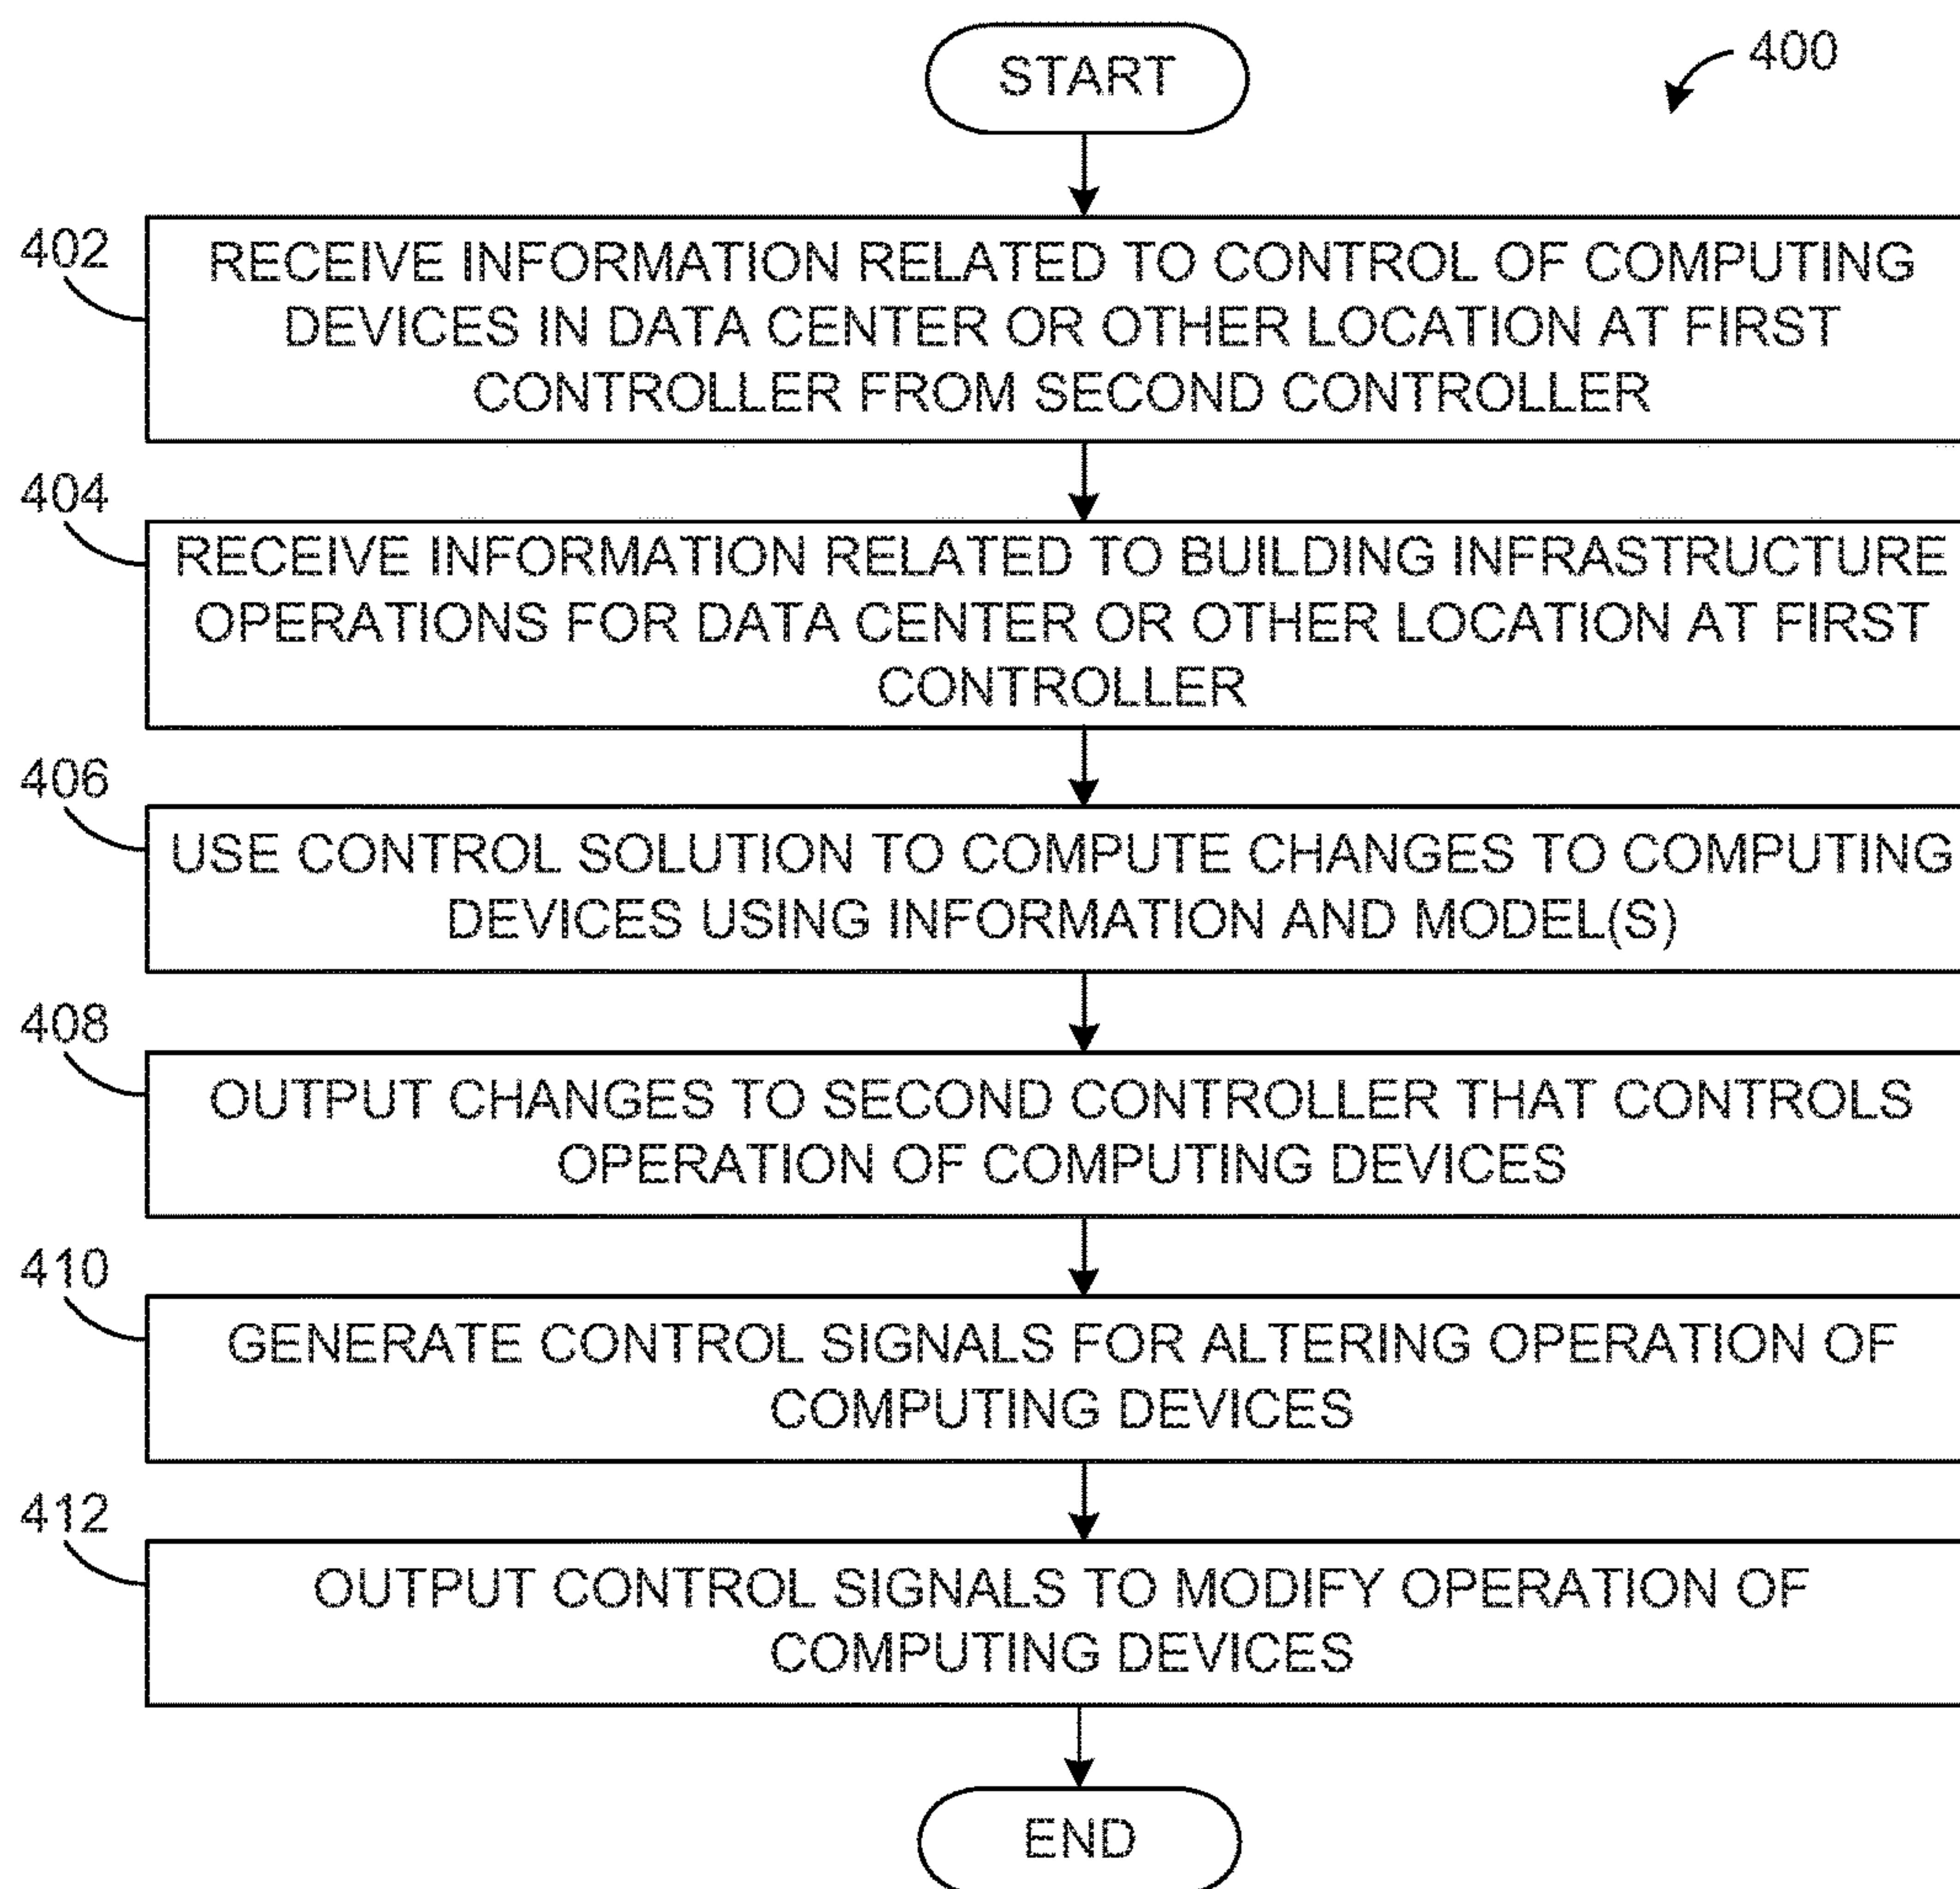 START
400
402
RECEIVE INFORMATION RELATED TO CONTROL OF COMPUTING
DEVICES IN DATA CENTER OR OTHER LOCATION AT FIRST
CONTROLLER FROM SECOND CONTROLLER
404
RECEIVE INFORMATION RELATED TO BUILDING INFRASTRUCTURE
OPERATIONS FOR DATA CENTER OR OTHER LOCATION AT FIRST
CONTROLLER
406
USE CONTROL SOLUTION TO COMPUTE CHANGES TO COMPUTING
DEVICES USING INFORMATION AND MODEL(S)
408
OUTPUT CHANGES TO SECOND CONTROLLER THAT CONTROLS
OPERATION OF COMPUTING DEVICES
410
GENERATE CONTROL SIGNALS FOR ALTERING OPERATION OF
COMPUTING DEVICES
412
OUTPUT CONTROL SIGNALS TO MODIFY OPERATION OF
COMPUTING DEVICES
END